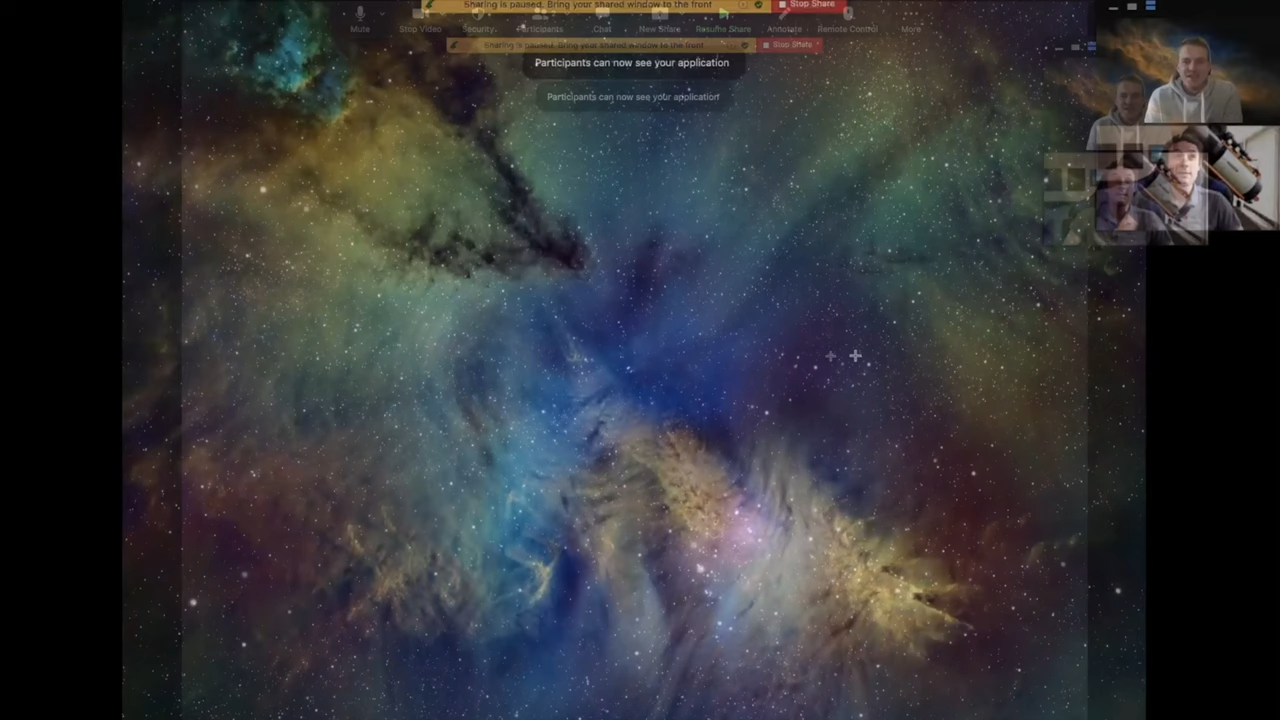 Sharing is paused. Bring your shared window to the front
Stop Share
Mute Stop Video Security Participants Chat New Share Resume Share Annotate Remote Control More
Sharing is paused. Bring your shared window to the front
Stop Share
Participants can now see your application
Participants can now see your application